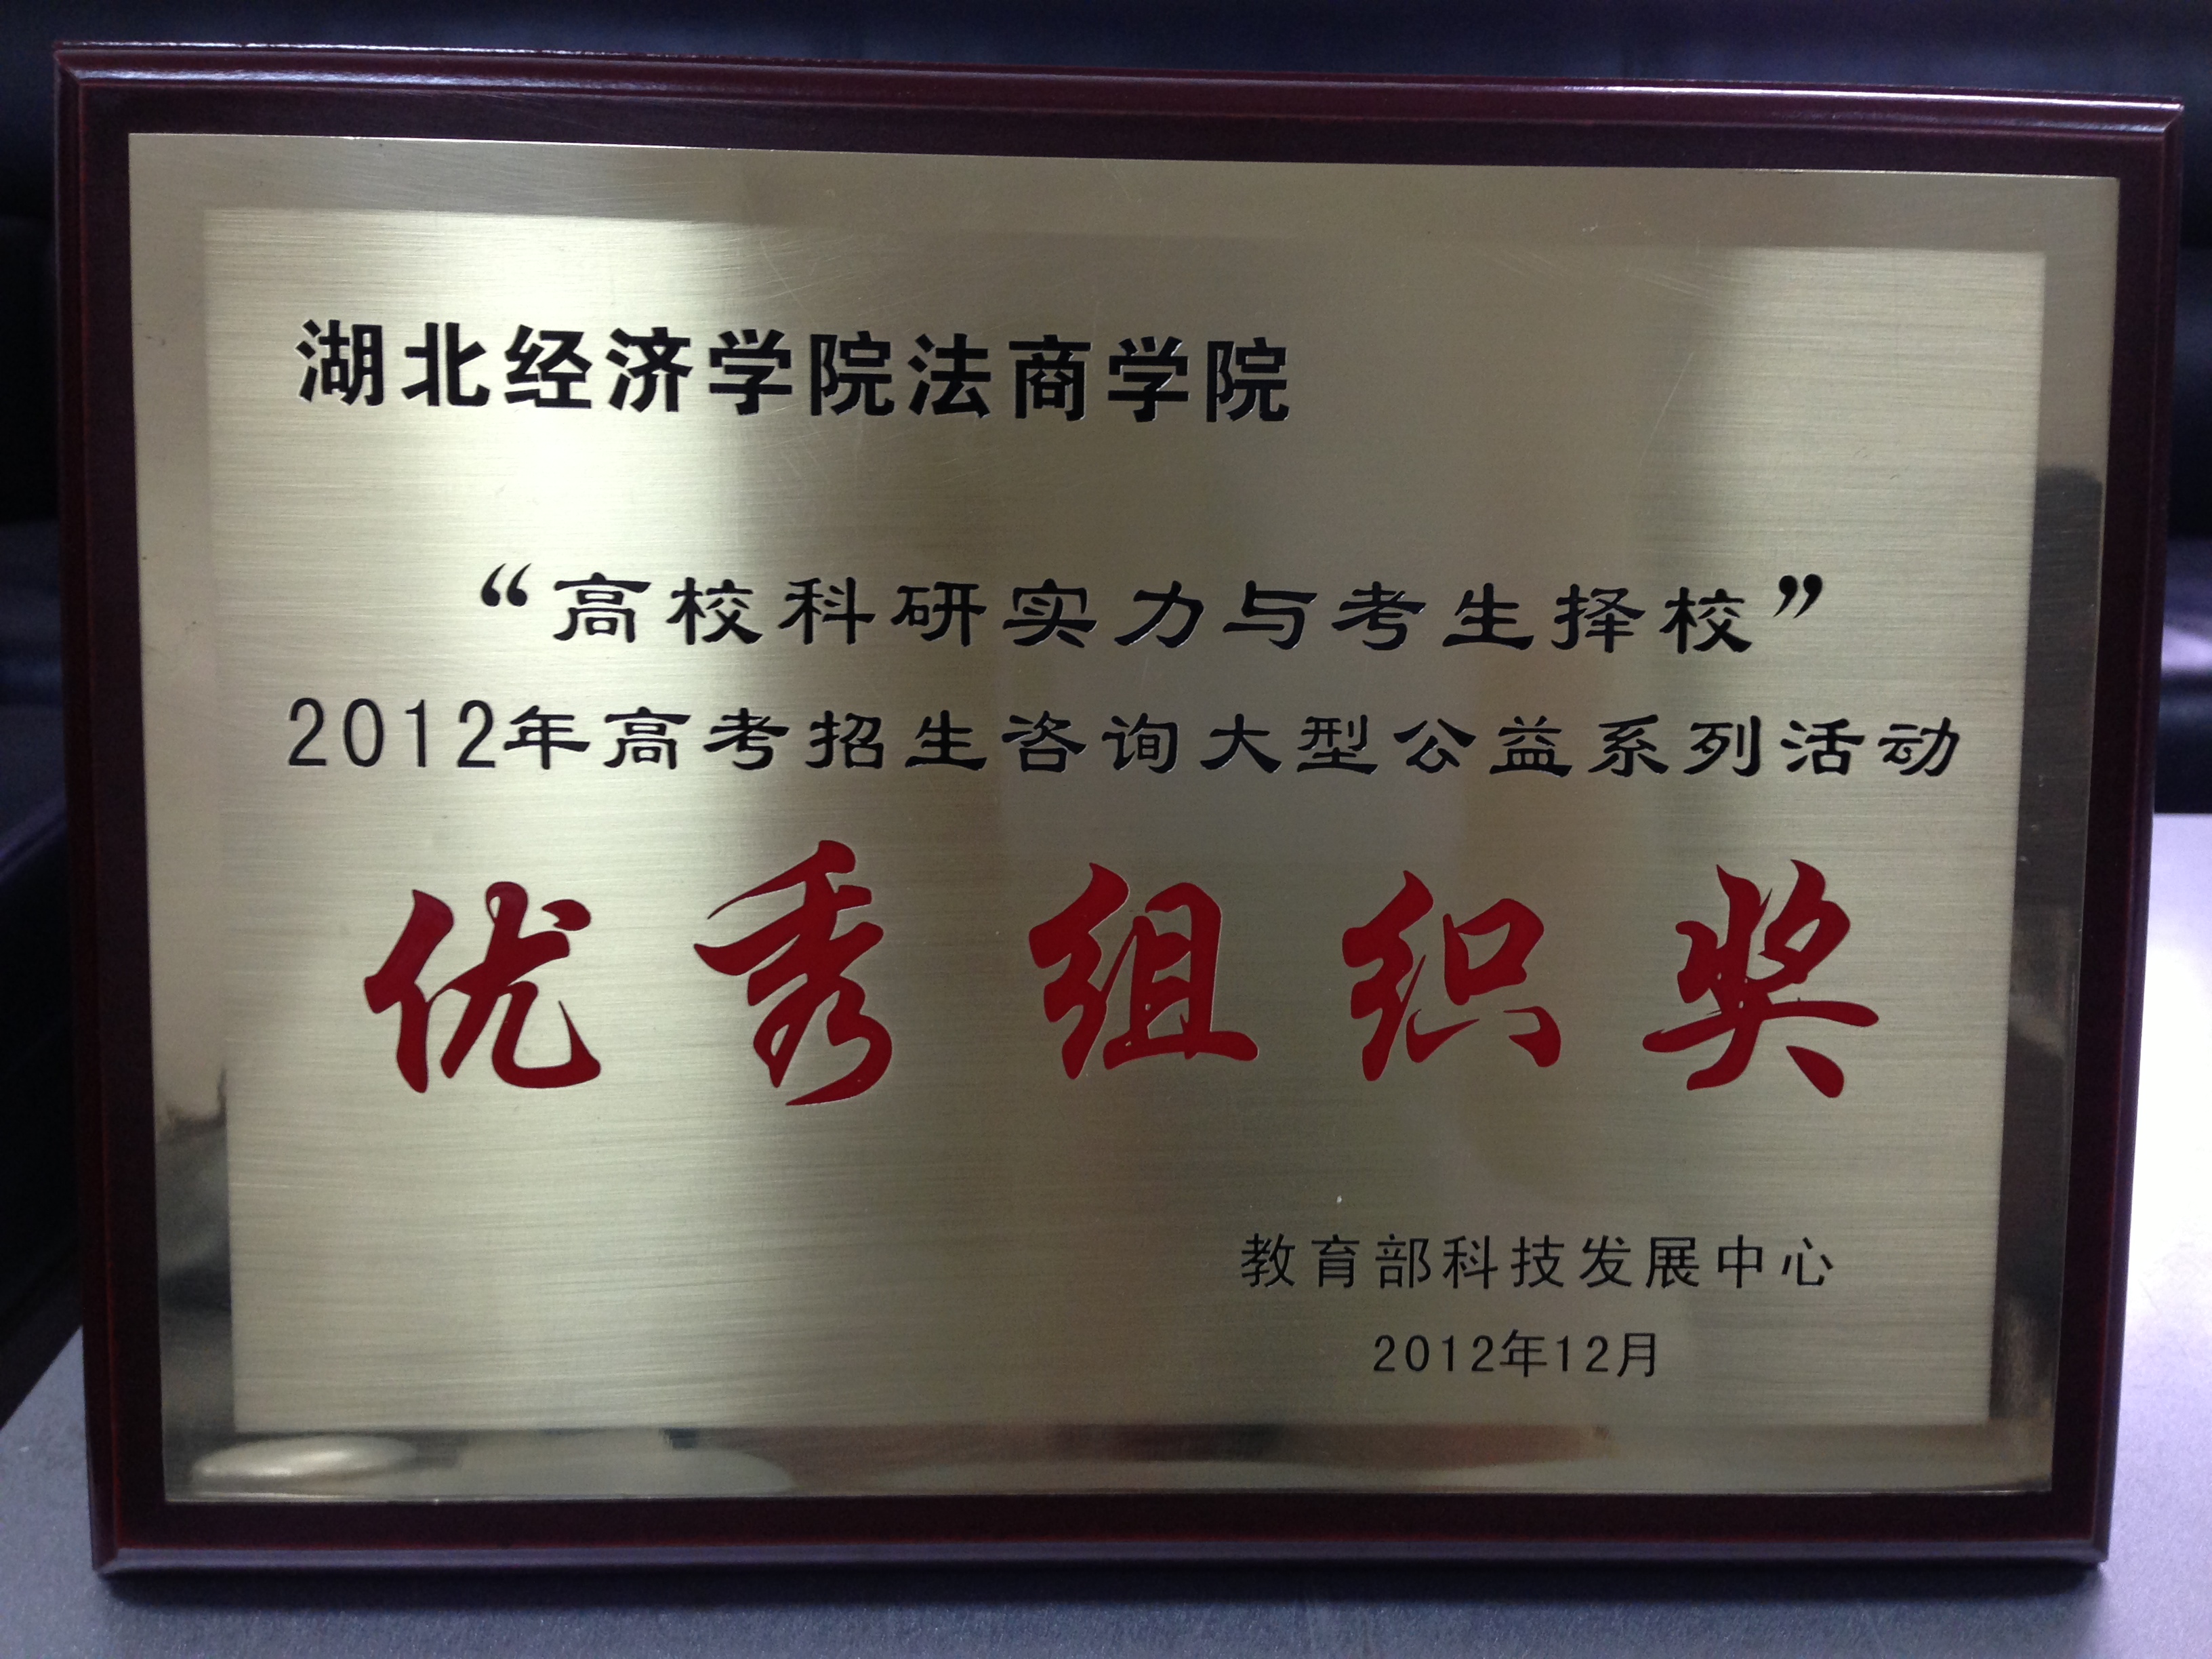 湖北经济学院法商学院
“高校科研实力与考生择校”
2012年高考招生咨询大型公益系列活动
优秀组织奖
教育部科技发展中心
2012年12月